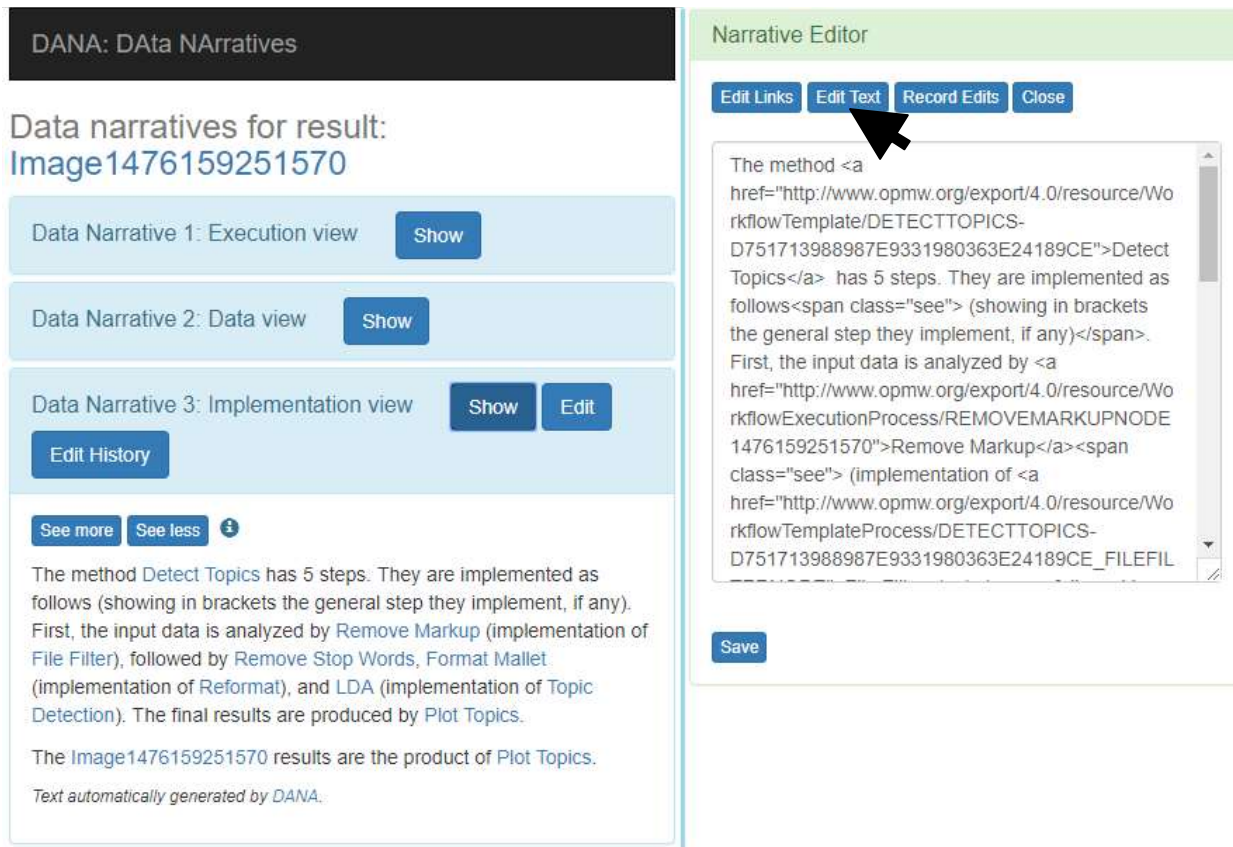 DANA: DAta NArratives
Data narratives for result:
Image1476159251570
Data Narrative 1: Execution view
Show
Data Narrative 2: Data view
Show
Data Narrative 3: Implementation view
Show
Edit
Edit History
See more
See less
The method Detect Topics has 5 steps. They are implemented as
follows (showing in brackets the general step they implement, if any).
First, the input data is analyzed by Remove Markup (implementation of
File Filter), followed by Remove Stop Words, Format Mallet
(implementation of Reformat), and LDA (implementation of Topic
Detection). The final results are produced by Plot Topics.
The Image1476159251570 results are the product of Plot Topics.
Text automatically generated by DANA.
Narrative Editor
Edit Links
Edit Text
Record Edits
Close
The method <a
href="http://www.opmw.org/export/4.0/resource/Wo
rkflowTemplate/DETECTTOPICS-
D751713988987E9331980363E24189CE">Detect
Topics</a>  has 5 steps. They are implemented as
follows<span class="see"> (showing in brackets
the general step they implement, if any)</span>.
First, the input data is analyzed by <a
href="http://www.opmw.org/export/4.0/resource/Wo
rkflowExecutionProcess/REMOVEMARKUPNODE
1476159251570">Remove Markup</a><span
class="see"> (implementation of <a
href="http://www.opmw.org/export/4.0/resource/Wo
rkflowTemplateProcess/DETECTTOPICS-
D751713988987E9331980363E24189CE_FILEFIL
Save